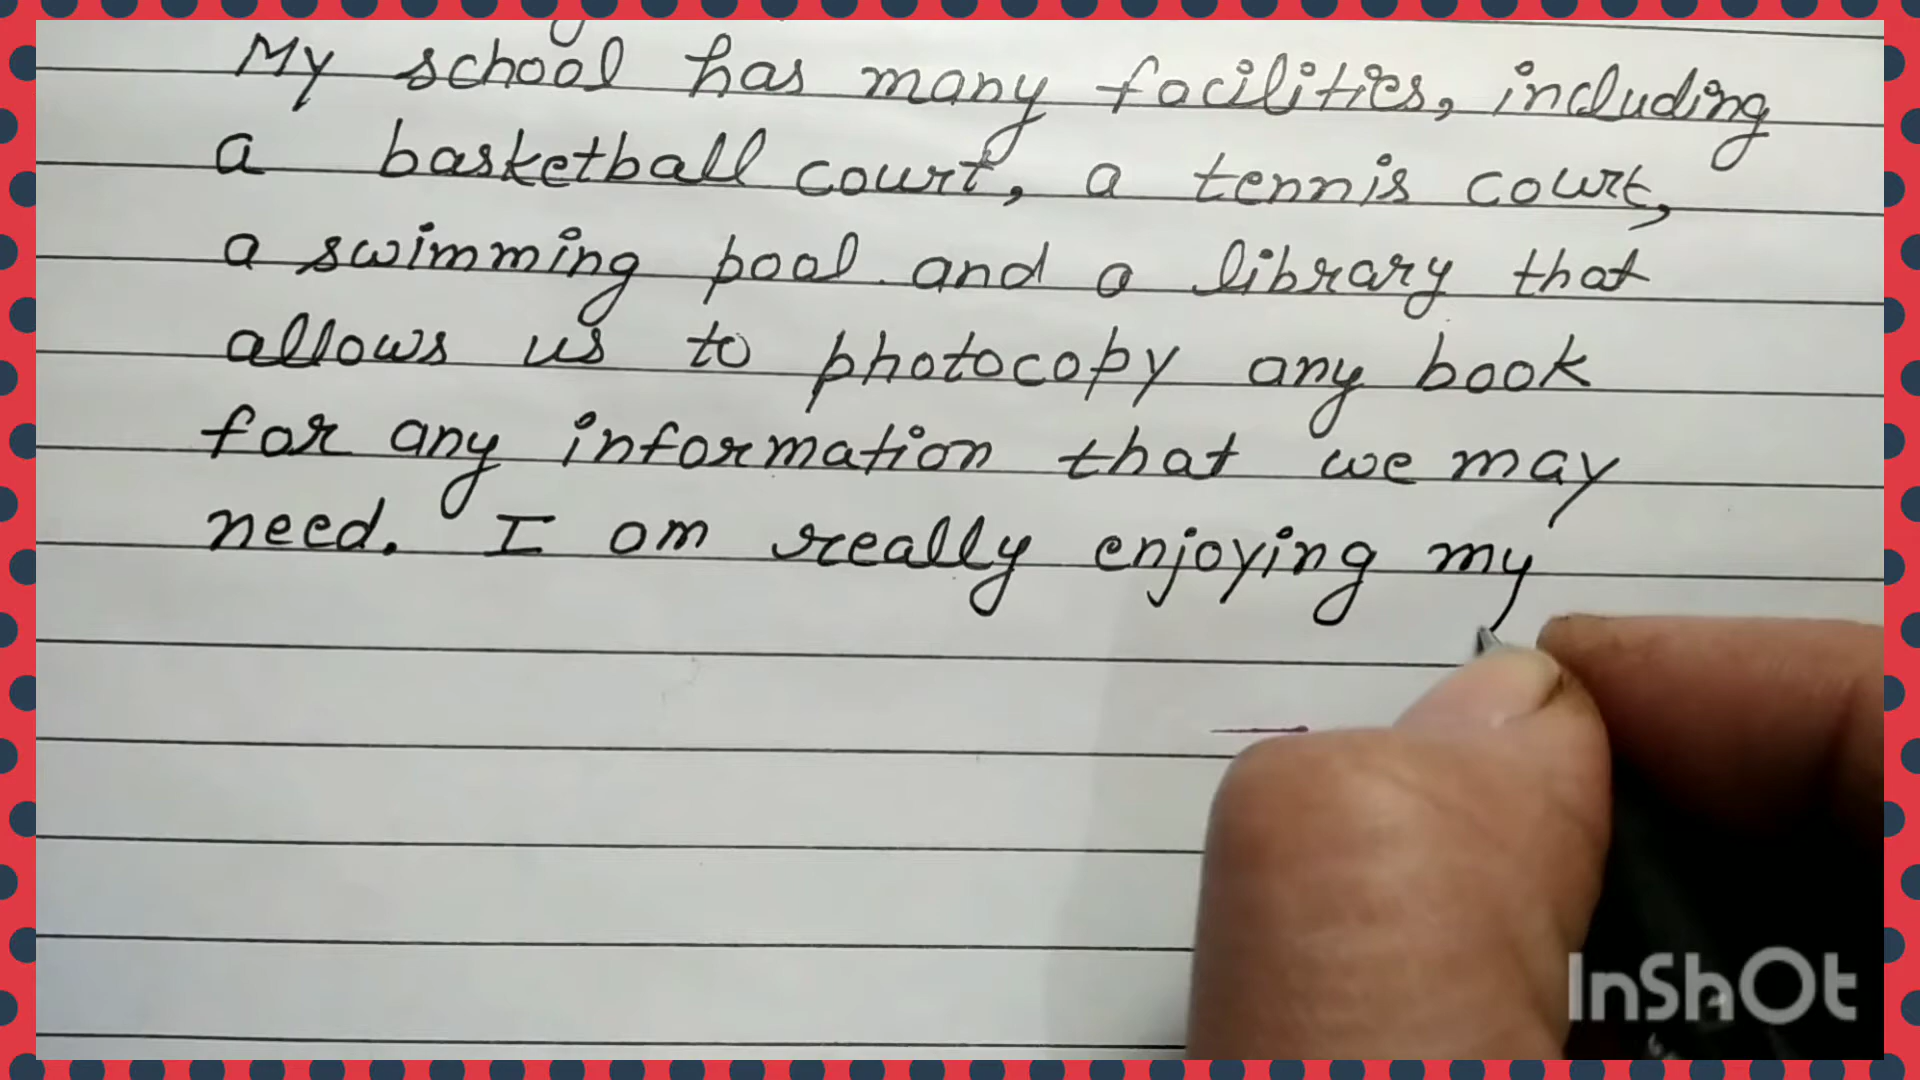 My school has many facilities, including
a basketball court, a tennis court,
a swimming pool and a library that
allows us to photocopy any book
for any information that we may
need. I am really enjoying my
InShOt